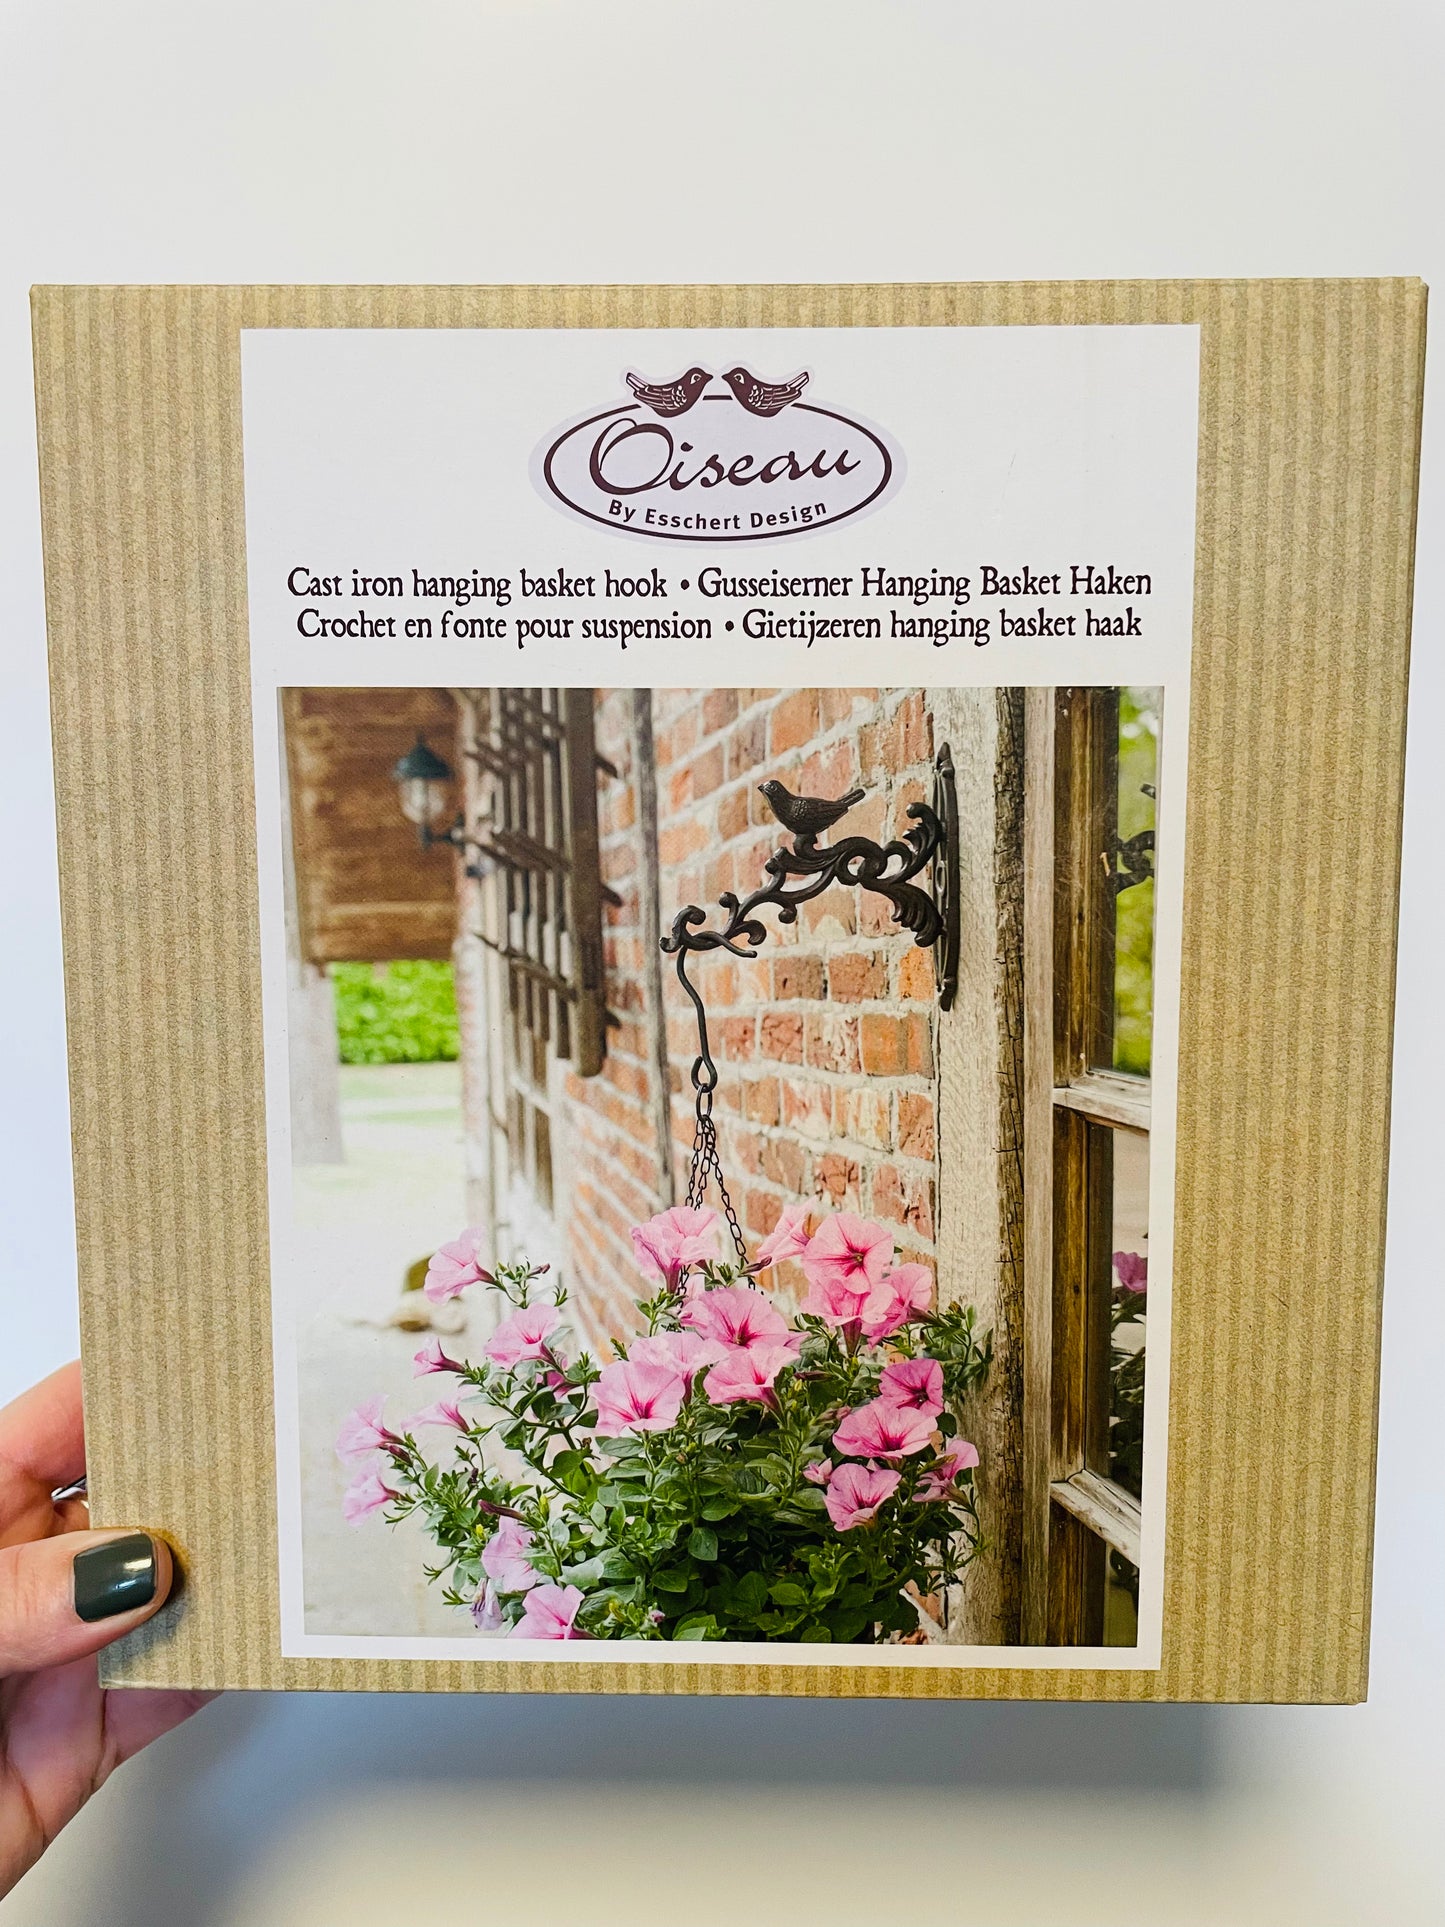 Oiseau
By Esschert Design
Cast iron hanging basket hook • Gusseiserner Hanging Basket Haken
Crochet en fonte pour suspension • Gietijzeren hanging basket haak